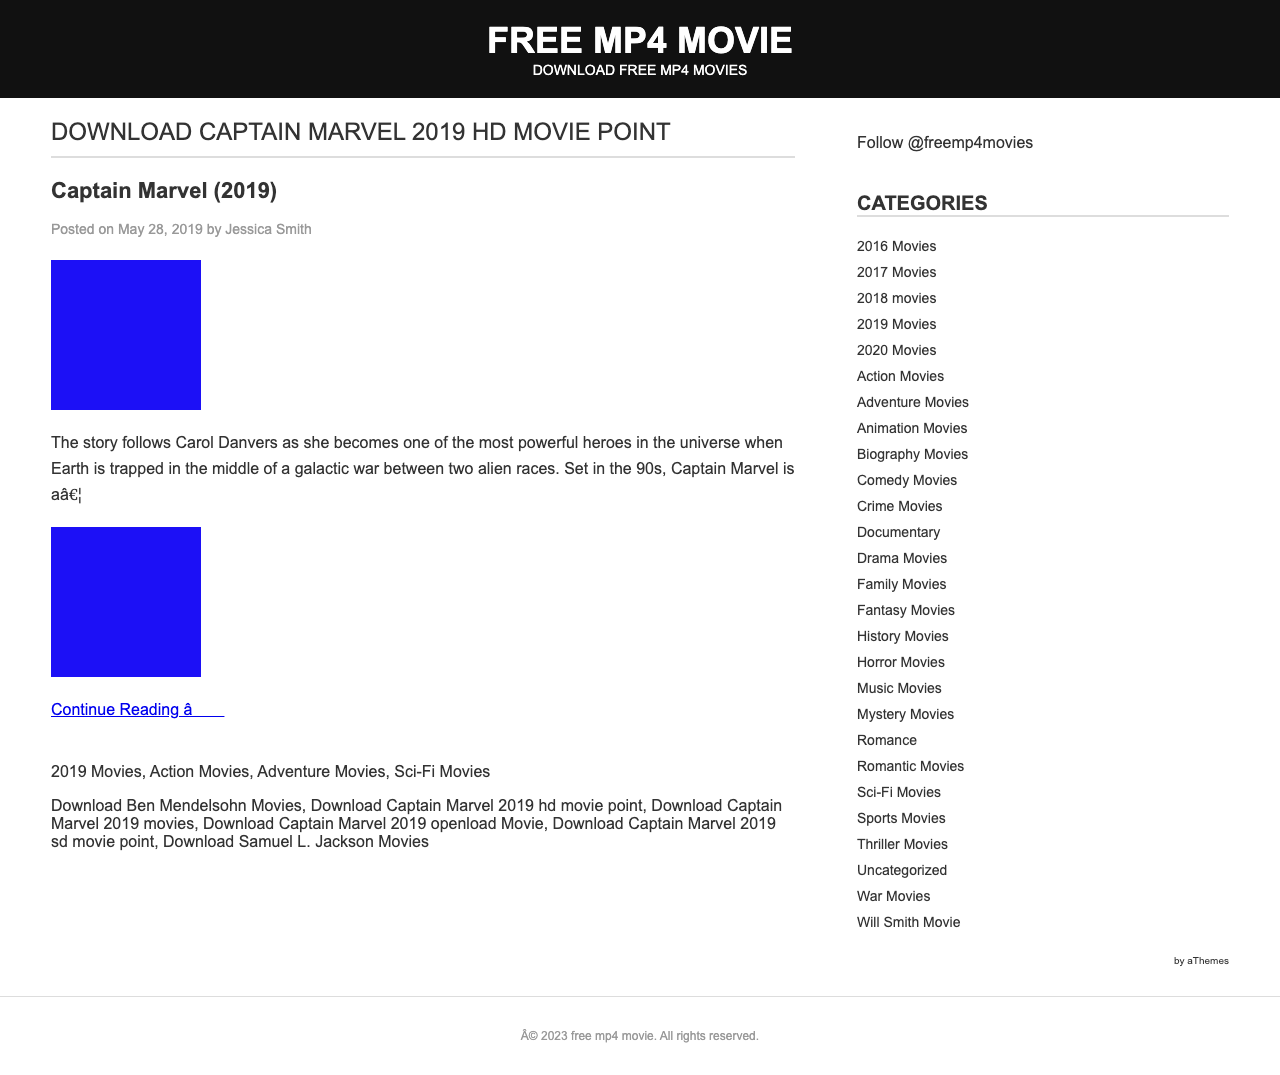 FREE MP4 MOVIE
DOWNLOAD FREE MP4 MOVIES
DOWNLOAD CAPTAIN MARVEL 2019 HD MOVIE POINT
Captain Marvel (2019)
Posted on May 28, 2019 by Jessica Smith
The story follows Carol Danvers as she becomes one of the most powerful heroes in the universe when
Earth is trapped in the middle of a galactic war between two alien races. Set in the 90s, Captain Marvel is
aâ€¦
Continue Reading â
2019 Movies, Action Movies, Adventure Movies, Sci-Fi Movies
Download Ben Mendelsohn Movies, Download Captain Marvel 2019 hd movie point, Download Captain
Marvel 2019 movies, Download Captain Marvel 2019 openload Movie, Download Captain Marvel 2019
sd movie point, Download Samuel L. Jackson Movies
Follow @freemp4movies
CATEGORIES
2016 Movies
2017 Movies
2018 movies
2019 Movies
2020 Movies
Action Movies
Adventure Movies
Animation Movies
Biography Movies
Comedy Movies
Crime Movies
Documentary
Drama Movies
Family Movies
Fantasy Movies
History Movies
Horror Movies
Music Movies
Mystery Movies
Romance
Romantic Movies
Sci-Fi Movies
Sports Movies
Thriller Movies
Uncategorized
War Movies
Will Smith Movie
by aThemes
Â© 2023 free mp4 movie. All rights reserved.